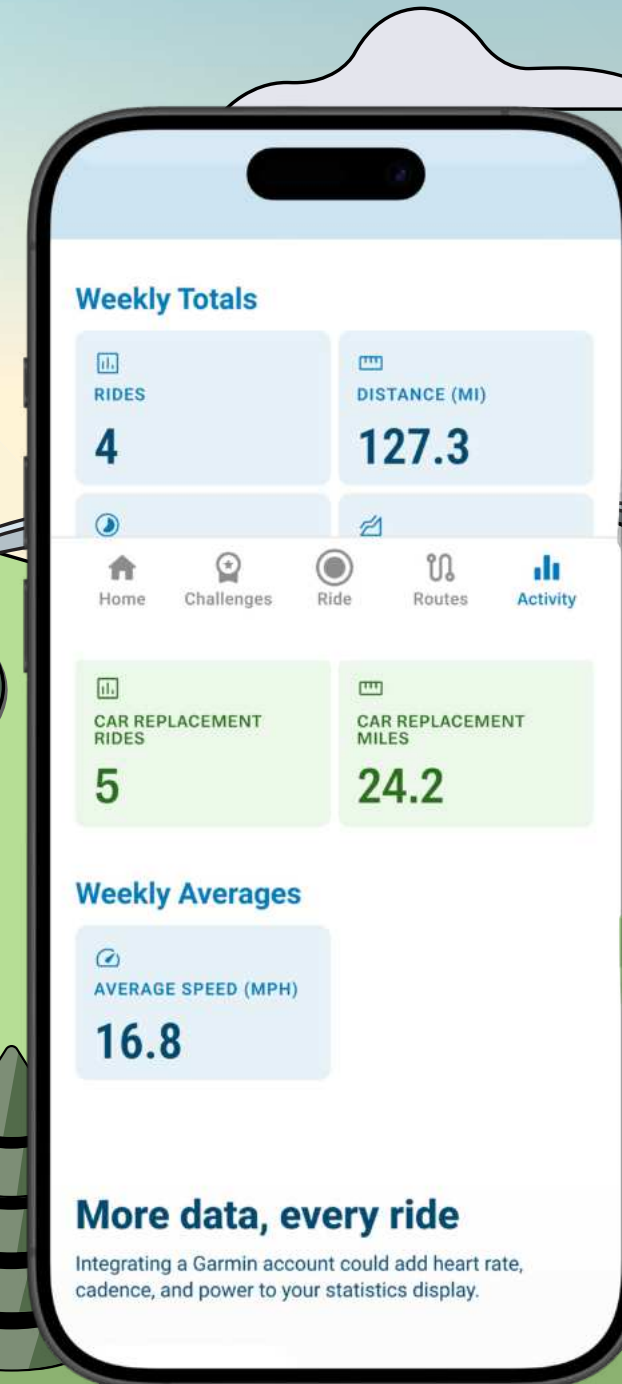 Weekly Totals
RIDES
DISTANCE (MI)
4
127.3
Home
Challenges
Ride
Routes
Activity
CAR REPLACEMENT
RIDES
CAR REPLACEMENT
MILES
5
24.2
Weekly Averages
AVERAGE SPEED (MPH)
16.8
More data, every ride
Integrating a Garmin account could add heart rate,
cadence, and power to your statistics display.